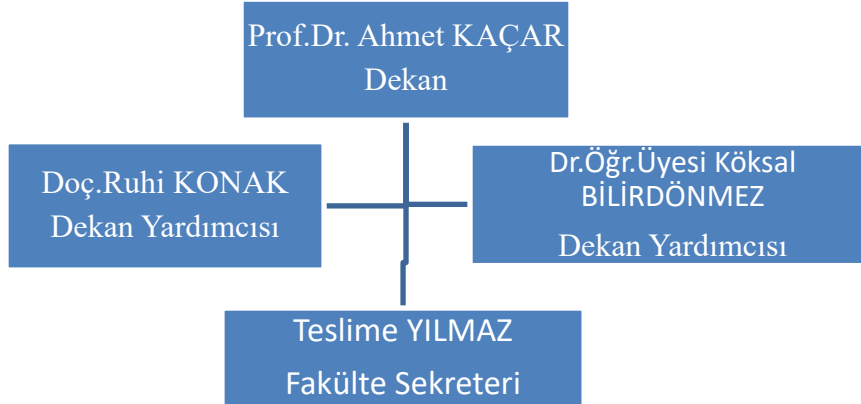 Prof.Dr. Ahmet KAÇAR
Dekan
Doç.Ruhi KONAK
Dekan Yardımcısı
Dr.Öğr.Üyesi Köksal
BİLİRDÖNMEZ
Dekan Yardımcısı
Teslime YILMAZ
Fakülte Sekreteri